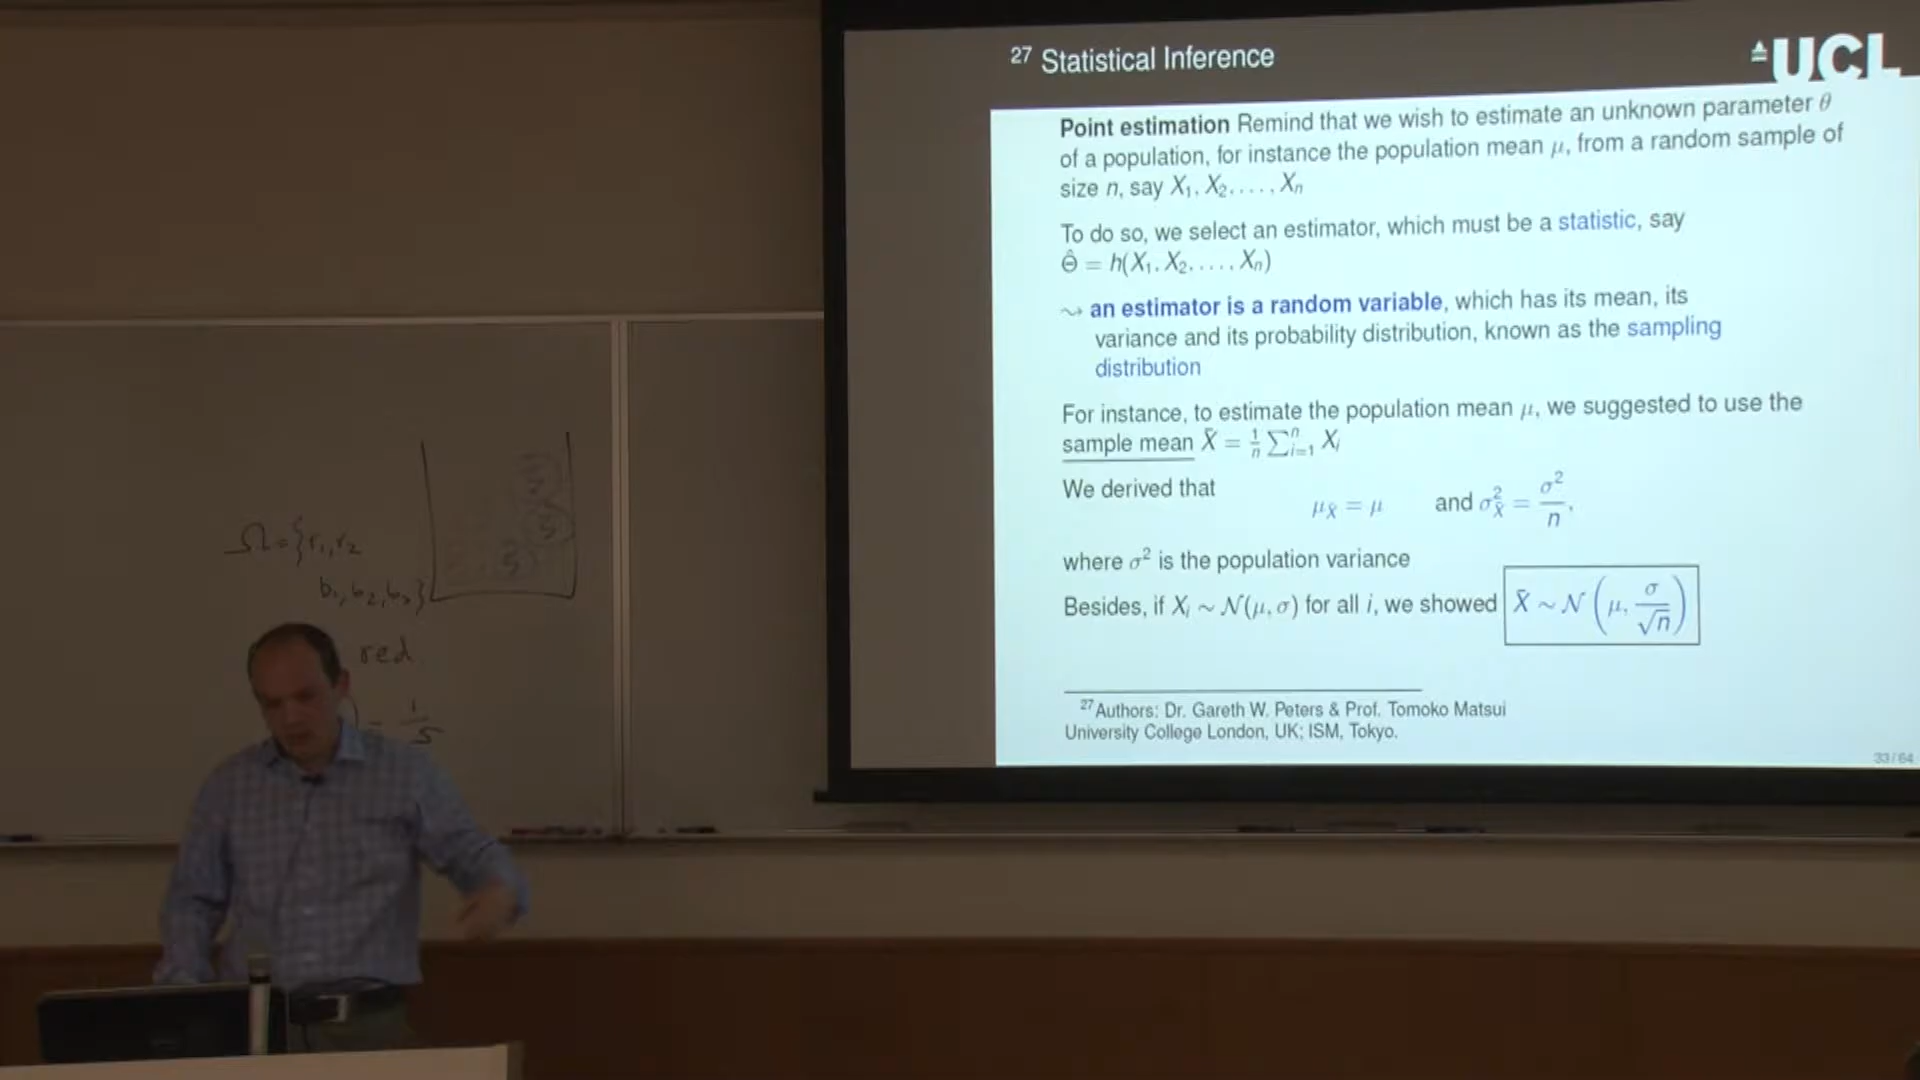 27 Statistical Inference
UCL
Point estimation Remind that we wish to estimate an unknown parameter θ
of a population, for instance the population mean μ, from a random sample of
size n, say X₁, X₂, . . . , Xₙ
To do so, we select an estimator, which must be a statistic, say
Θ̂ = h(X₁, X₂, . . . , Xₙ)
⇝ an estimator is a random variable, which has its mean, its
variance and its probability distribution, known as the sampling
distribution
For instance, to estimate the population mean μ, we suggested to use the
sample mean X̄ = 1/n ∑ⁿᵢ₌₁ Xᵢ
We derived that
μ_X̄ = μ and σ²_X̄ = σ²/n,
where σ² is the population variance
Besides, if Xᵢ ~ N(μ, σ) for all i, we showed X̄ ~ N(μ, σ/√n)
27 Authors: Dr. Gareth W. Peters & Prof. Tomoko Matsui
University College London, UK; ISM, Tokyo.
33 / 64
Ω = {r₁, r₂
b₁, b₂, b₃}
red
= 1/5